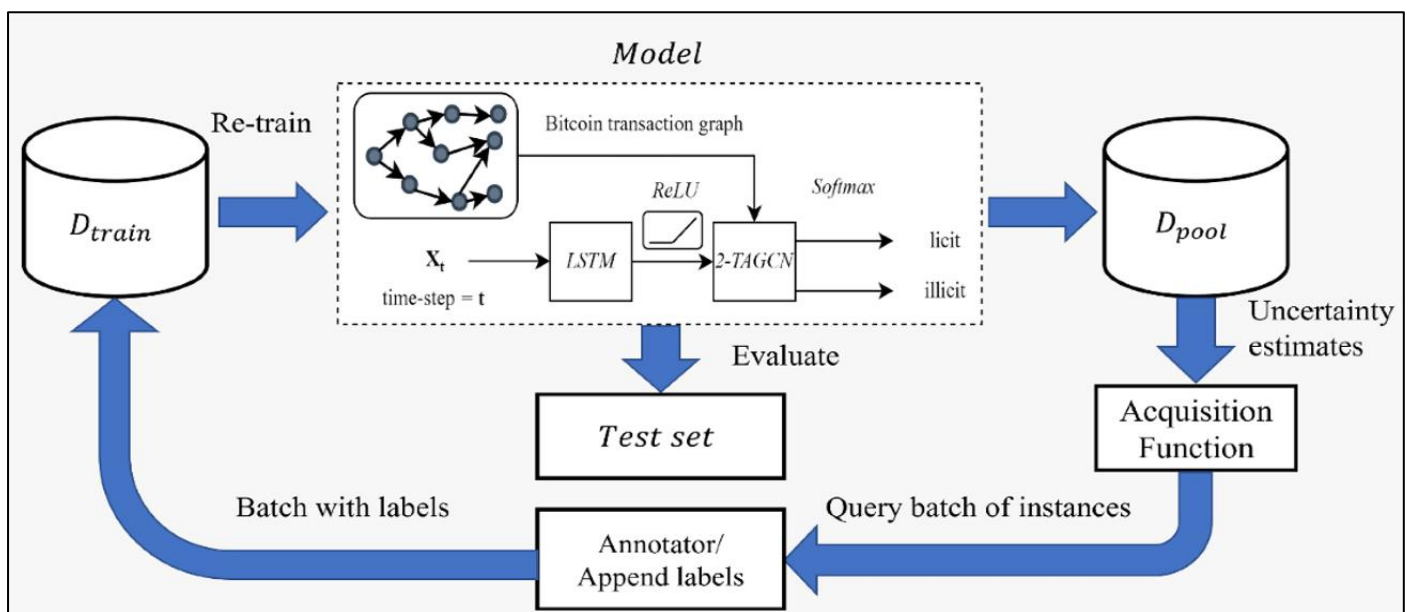 Model
Re-train
D_train
Bitcoin transaction graph
ReLU
Softmax
X_t
LSTM
2-TAGCN
licit
illicit
time-step = t
D_pool
Uncertainty
estimates
Evaluate
Test set
Acquisition
Function
Batch with labels
Query batch of instances
Annotator/
Append labels